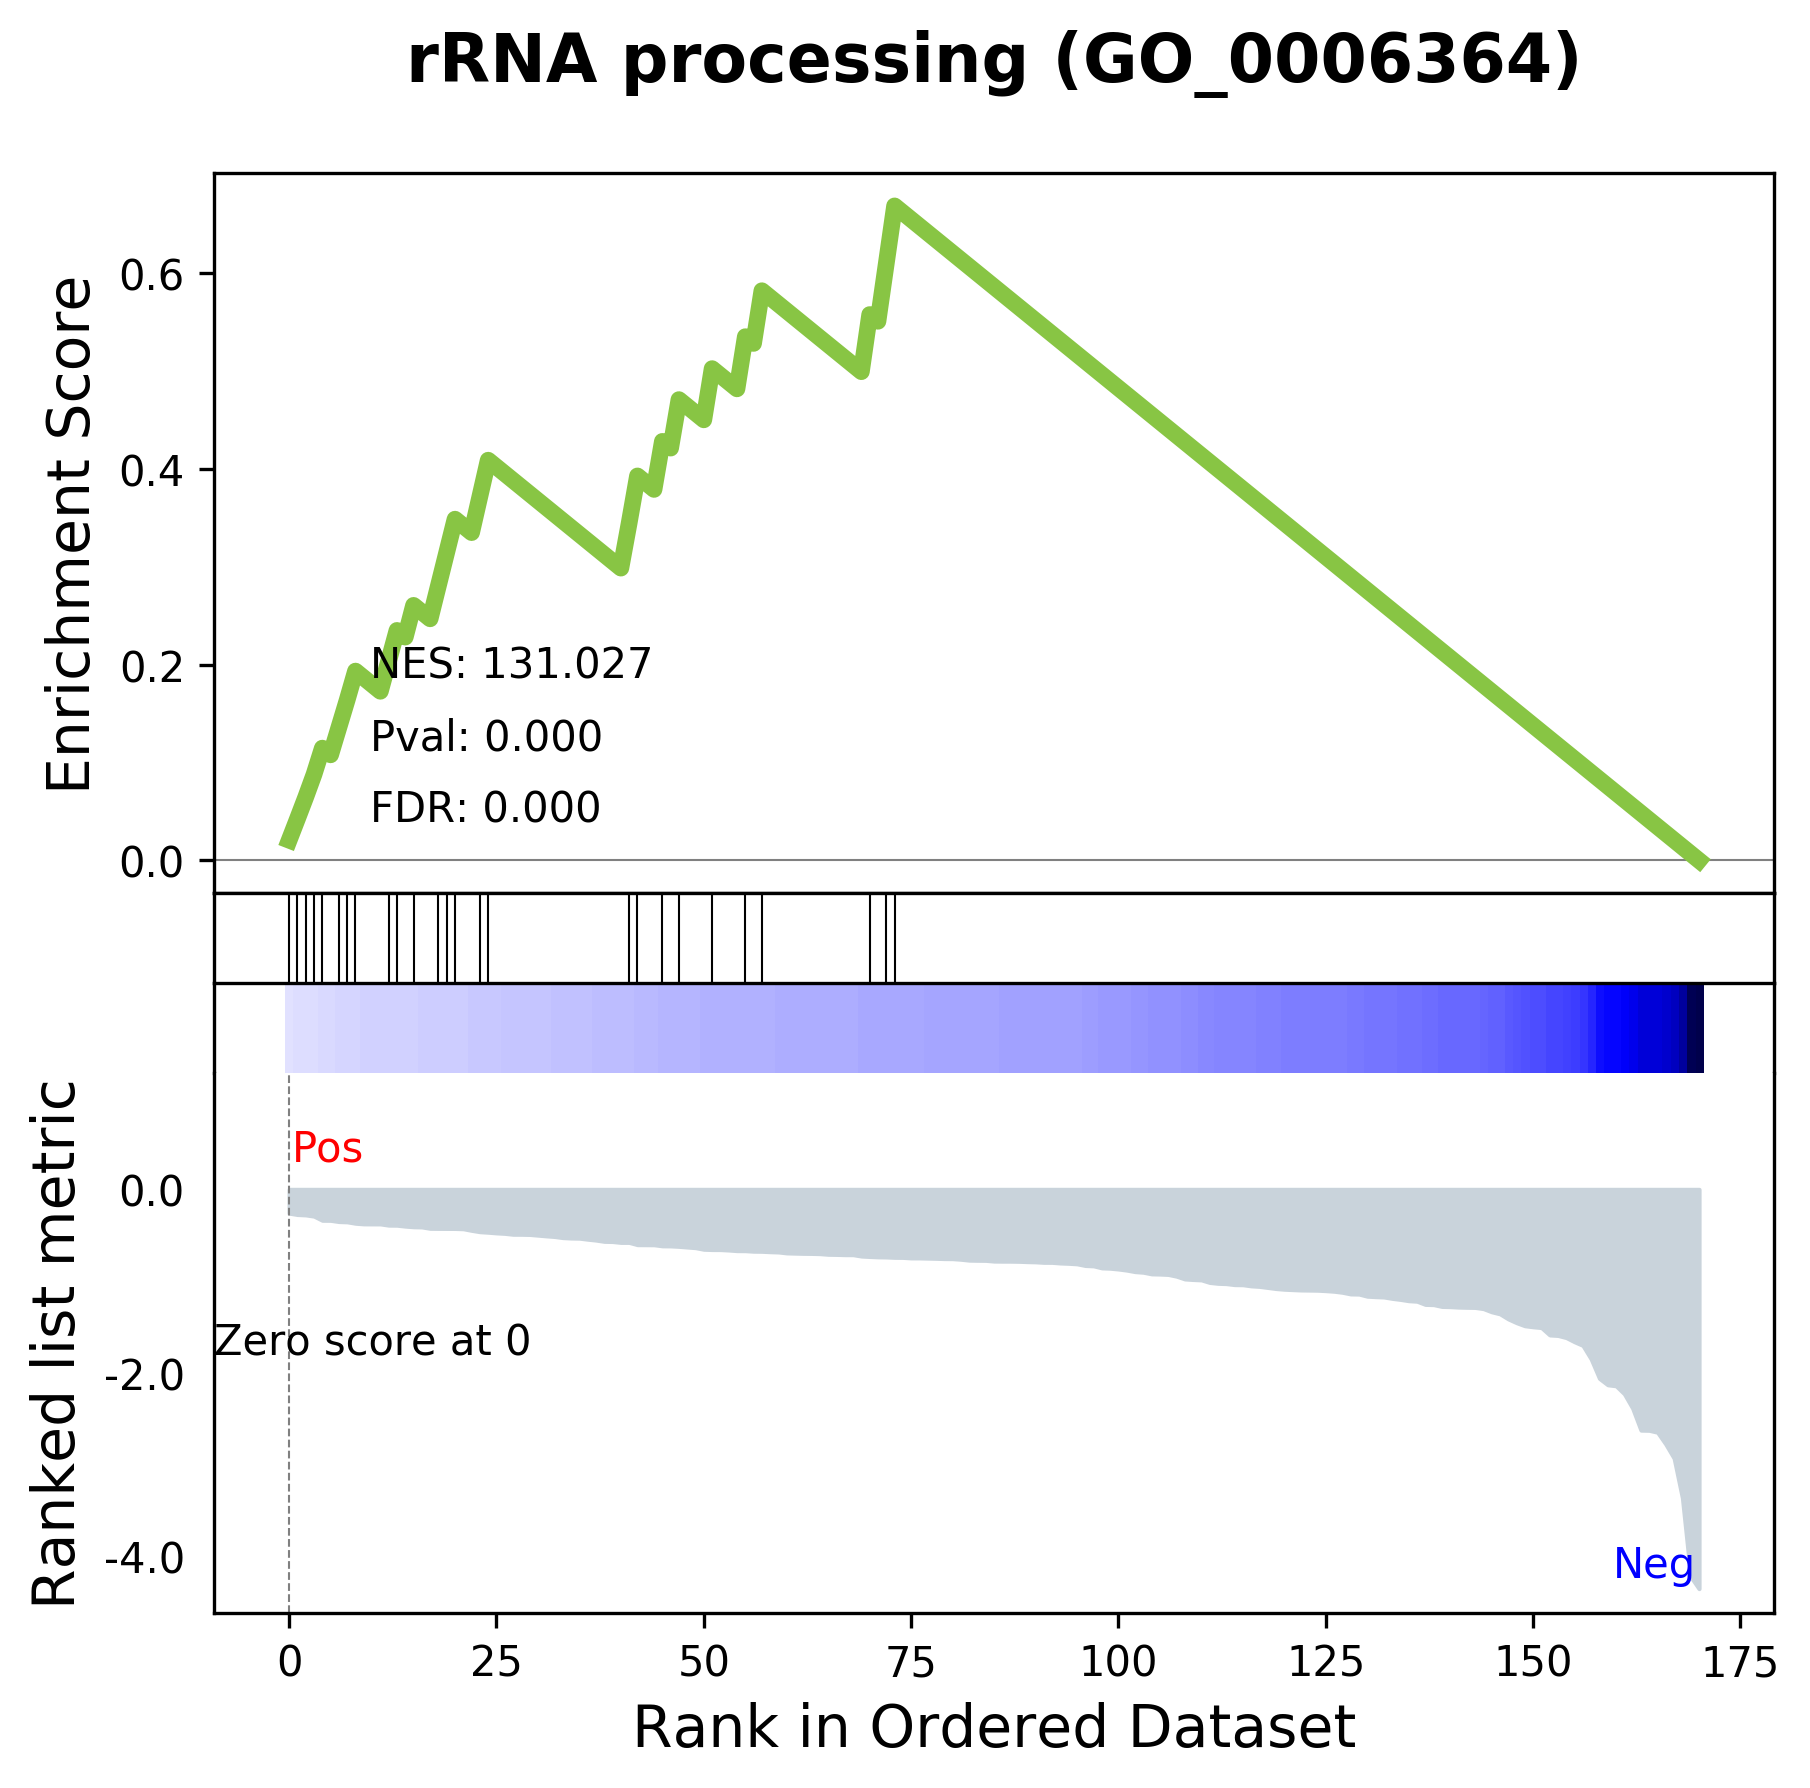 rRNA processing (GO_0006364)
Enrichment Score
0.6
0.4
0.2
0.0
NES: 131.027
Pval: 0.000
FDR: 0.000
Ranked list metric
Pos
0.0
Zero score at 0
-2.0
-4.0
Neg
0 25 50 75 100 125 150 175
Rank in Ordered Dataset